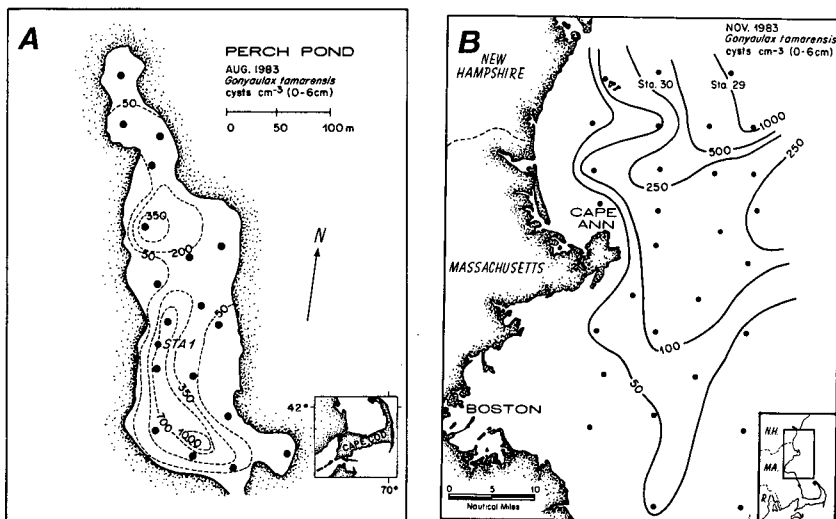 A
PERCH POND
AUG. 1983
Gonyaulax tamarensis
cysts cm⁻³ (0-6cm)
0 50 100 m
50
350
200
50
50
STA 1
350
700
1000
N
42°
CAPE COD
70°
B
NOV. 1983
Gonyaulax tamarensis
cysts cm⁻³ (0-6cm)
NEW
HAMPSHIRE
Sta. 30
Sta. 29
1000
500
250
250
CAPE
ANN
MASSACHUSETTS
100
50
BOSTON
0 5 10
Nautical Miles
N.H.
MA.